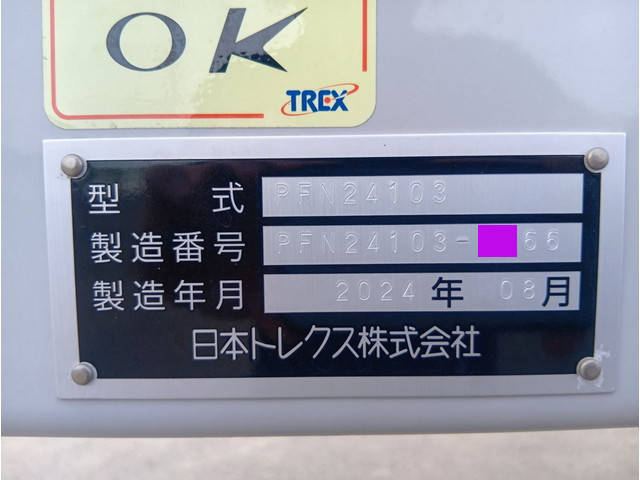 OK
TREX
型式 PFN24103
製造番号 PFN24103-66
製造年月 2024年 08月
日本トレクス株式会社